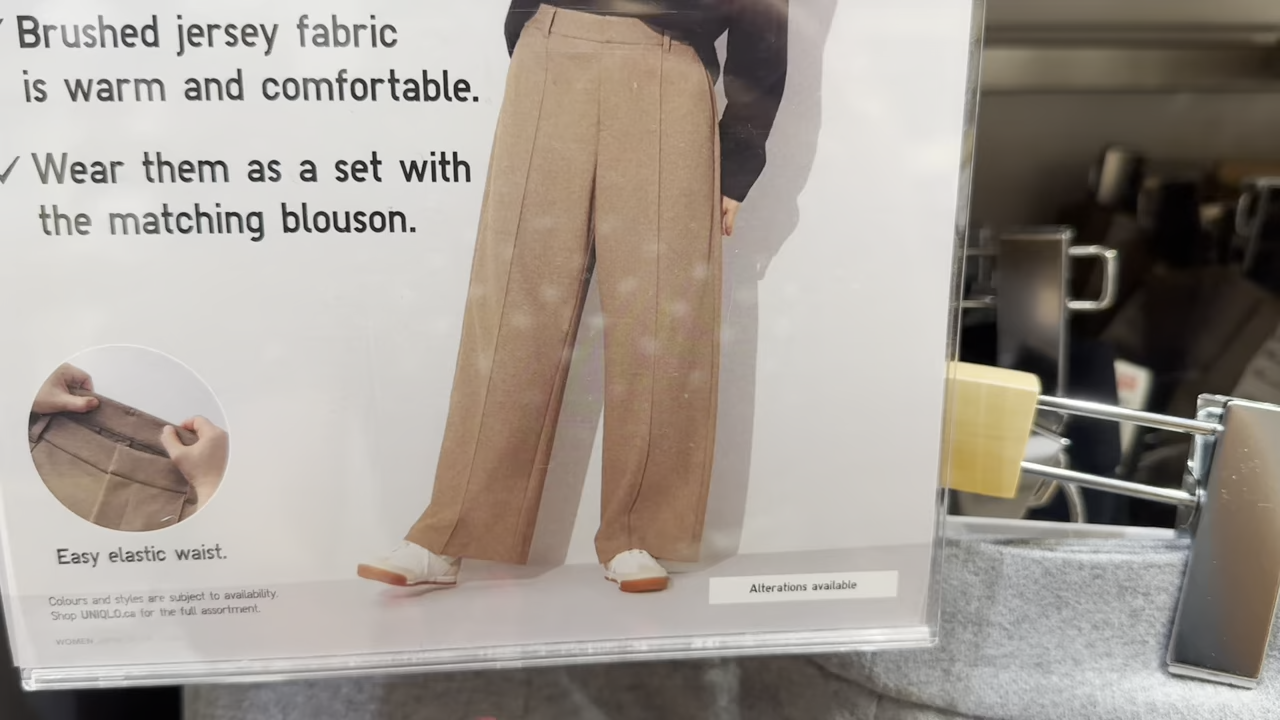 ✓ Brushed jersey fabric
is warm and comfortable.
✓ Wear them as a set with
the matching blouson.
Easy elastic waist.
Colours and styles are subject to availability.
Shop UNIQLO.ca for the full assortment.
WOMEN
Alterations available